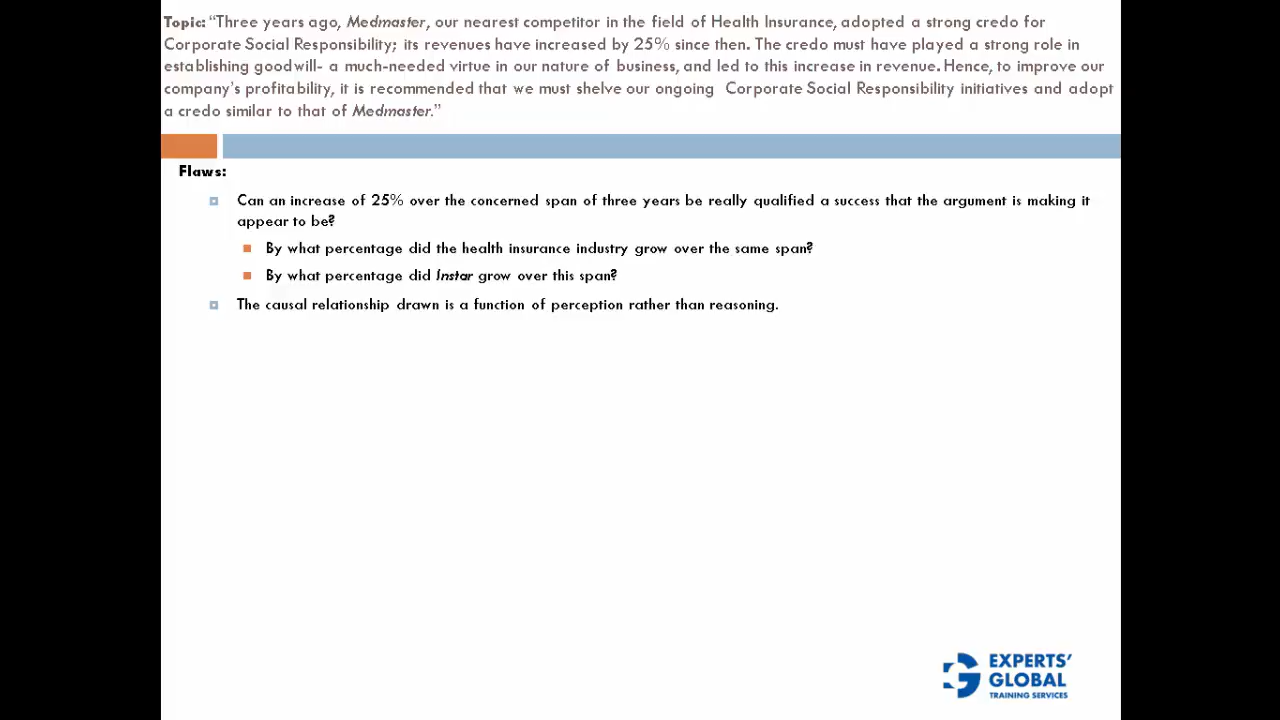 Topic: “Three years ago, Medmaster, our nearest competitor in the field of Health Insurance, adopted a strong credo for
Corporate Social Responsibility; its revenues have increased by 25% since then. The credo must have played a strong role in
establishing goodwill- a much-needed virtue in our nature of business, and led to this increase in revenue. Hence, to improve our
company’s profitability, it is recommended that we must shelve our ongoing Corporate Social Responsibility initiatives and adopt
a credo similar to that of Medmaster.”
Flaws:
Can an increase of 25% over the concerned span of three years be really qualified a success that the argument is making it
appear to be?
By what percentage did the health insurance industry grow over the same span?
By what percentage did Instar grow over this span?
The causal relationship drawn is a function of perception rather than reasoning.
EXPERTS’
GLOBAL
TRAINING SERVICES